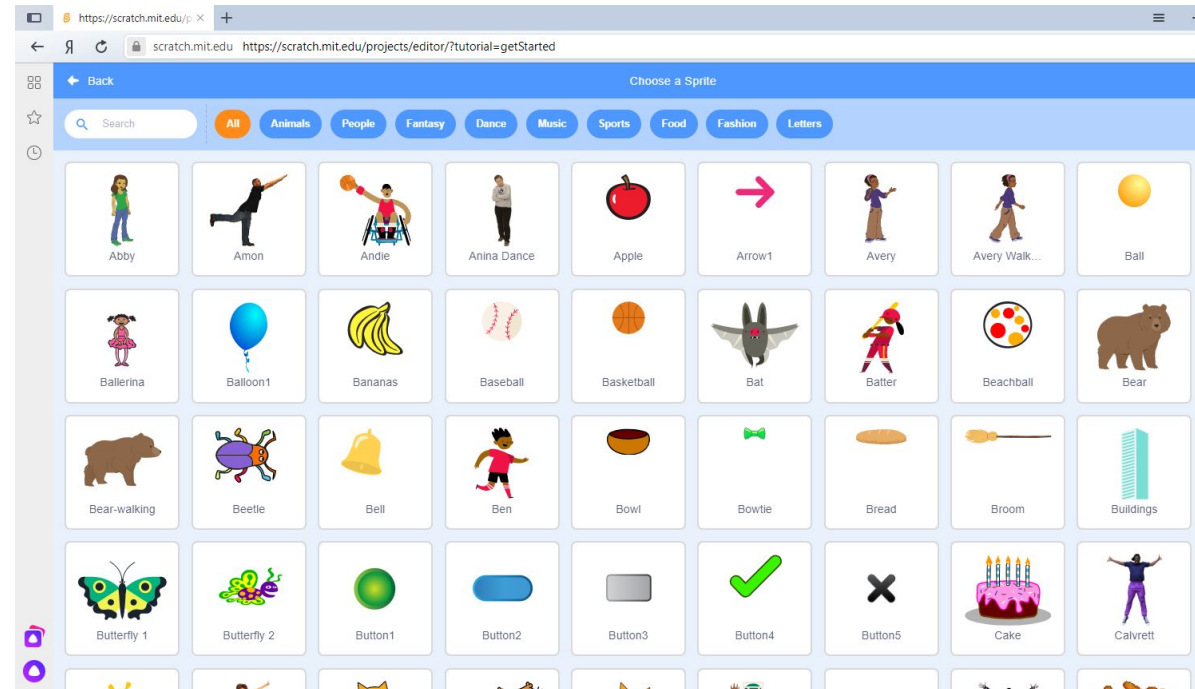 https://scratch.mit.edu/p
Я scratch.mit.edu https://scratch.mit.edu/projects/editor/?tutorial=getStarted
Back Choose a Sprite
Search All Animals People Fantasy Dance Music Sports Food Fashion Letters
Abby Amon Andie Anina Dance Apple Arrow1 Avery Avery Walk... Ball
Ballerina Balloon1 Bananas Baseball Basketball Bat Batter Beachball Bear
Bear-walking Beetle Bell Ben Bowl Bowtie Bread Broom Buildings
Butterfly 1 Butterfly 2 Button1 Button2 Button3 Button4 Button5 Cake Calvrett